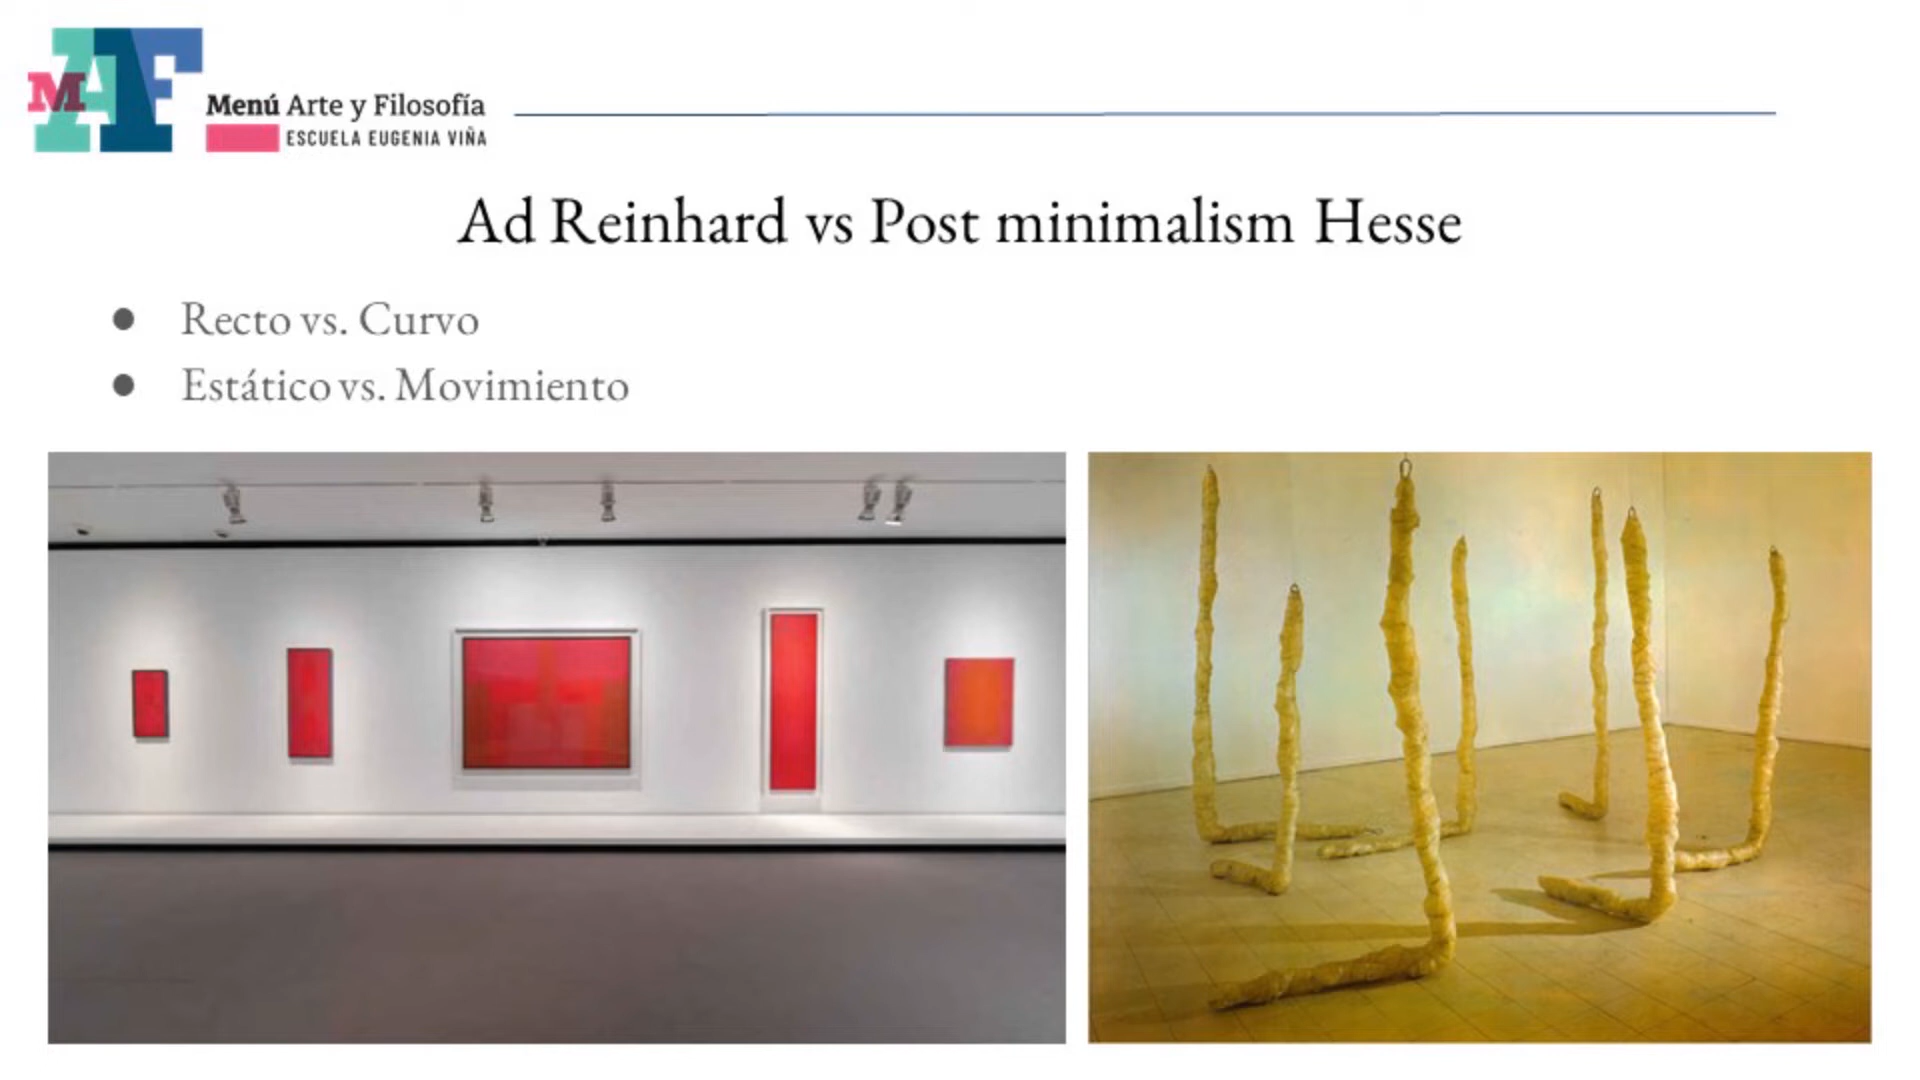 MAF
Menú Arte y Filosofía
ESCUELA EUGENIA VIÑA
Ad Reinhard vs Post minimalism Hesse
Recto vs. Curvo
Estático vs. Movimiento